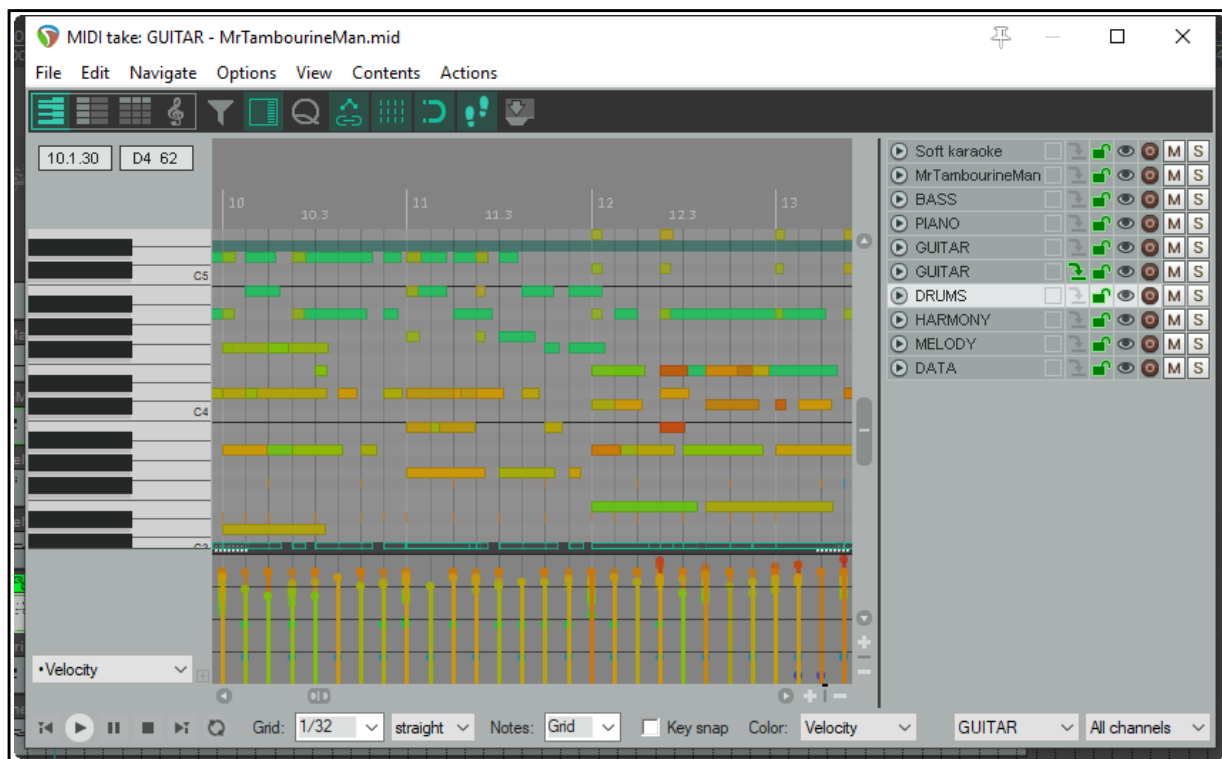 MIDI take: GUITAR - MrTambourineMan.mid
File Edit Navigate Options View Contents Actions
10.1.30 D4 62
10 11 12 13
10.3 11.3 12.3
C5
C4
Soft karaoke M S
MrTambourineMan M S
BASS M S
PIANO M S
GUITAR M S
GUITAR M S
DRUMS M S
HARMONY M S
MELODY M S
DATA M S
•Velocity
Grid: 1/32 straight Notes: Grid Key snap Color: Velocity GUITAR All channels